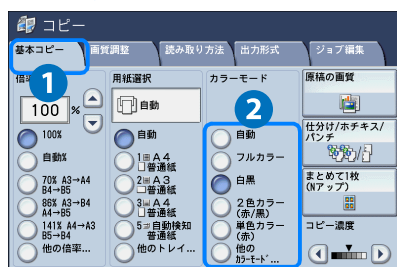 コピー
基本コピー
画質調整
読み取り方法
出力形式
ジョブ編集
1
倍率
100 %
100%
自動%
70% A3→A4
B4→B5
86% A3→B4
A4→B5
141% A4→A3
B5→B4
他の倍率...
用紙選択
自動
自動
1 A4
普通紙
2 A3
普通紙
3 A4
普通紙
5 自動検知
普通紙
他のトレイ...
カラーモード
2
自動
フルカラー
白黒
2色カラー
(赤/黒)
単色カラー
(赤)
他の
カラーモード...
原稿の画質
仕分け/ホチキス/
パンチ
まとめて1枚
(Nアップ)
コピー濃度